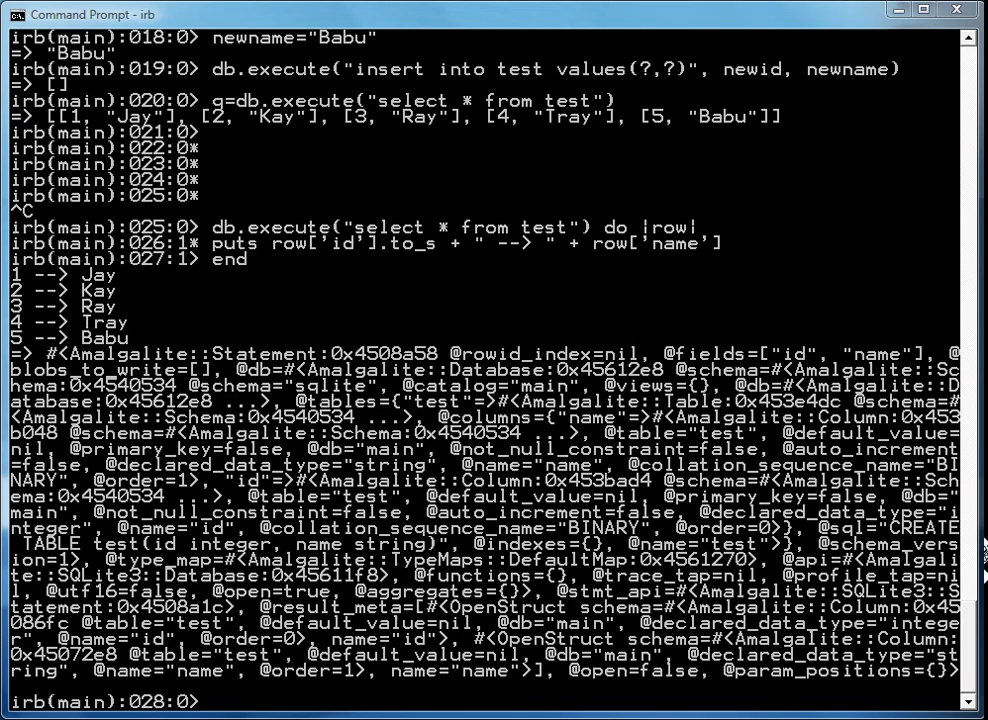 Command Prompt - irb
irb(main):018:0> newname="Babu"
=> "Babu"
irb(main):019:0> db.execute("insert into test values(?,?)", newid, newname)
=> []
irb(main):020:0> q=db.execute("select * from test")
=> [[1, "Jay"], [2, "Kay"], [3, "Ray"], [4, "Tray"], [5, "Babu"]]
irb(main):021:0>
irb(main):022:0*
irb(main):023:0*
irb(main):024:0*
irb(main):025:0*
^C
irb(main):025:0> db.execute("select * from test") do |row|
irb(main):026:1* puts row['id'].to_s + " --> " + row['name']
irb(main):027:1> end
1 --> Jay
2 --> Kay
3 --> Ray
4 --> Tray
5 --> Babu
=> #<Amalgalite::Statement:0x4508a58 @rowid_index=nil, @fields=["id", "name"], @
blobs_to_write=[], @db=#<Amalgalite::Database:0x45612e8 @schema=#<Amalgalite::Sc
hema:0x4540534 @schema="sqlite", @catalog="main", @views={}, @db=#<Amalgalite::D
atabase:0x45612e8 ...>, @tables={"test"=>#<Amalgalite::Table:0x453e4dc @schema=#
<Amalgalite::Schema:0x4540534 ...>, @columns={"name"=>#<Amalgalite::Column:0x453
b048 @schema=#<Amalgalite::Schema:0x4540534 ...>, @table="test", @default_value=
nil, @primary_key=false, @db="main", @not_null_constraint=false, @auto_increment
=false, @declared_data_type="string", @name="name", @collation_sequence_name="BI
NARY", @order=1>, "id"=>#<Amalgalite::Column:0x453bad4 @schema=#<Amalgalite::Sch
ema:0x4540534 ...>, @table="test", @default_value=nil, @primary_key=false, @db="
main", @not_null_constraint=false, @auto_increment=false, @declared_data_type="i
nteger", @name="id", @collation_sequence_name="BINARY", @order=0>}, @sql="CREATE
 TABLE test(id integer, name string)", @indexes={}, @name="test">}, @schema_vers
ion=1>, @type_map=#<Amalgalite::TypeMaps::DefaultMap:0x4561270>, @api=#<Amalgali
te::SQLite3::Database:0x45611f8>, @functions={}, @trace_tap=nil, @profile_tap=ni
l, @utf16=false, @open=true, @aggregates={}>, @stmt_api=#<Amalgalite::SQLite3::S
tatement:0x4508a1c>, @result_meta=[#<OpenStruct schema=#<Amalgalite::Column:0x45
086fc @table="test", @default_value=nil, @db="main", @declared_data_type="intege
r", @name="id", @order=0>, name="id">, #<OpenStruct schema=#<Amalgalite::Column:
0x45072e8 @table="test", @default_value=nil, @db="main", @declared_data_type="st
ring", @name="name", @order=1>, name="name">], @open=false, @param_positions={}>
irb(main):028:0>